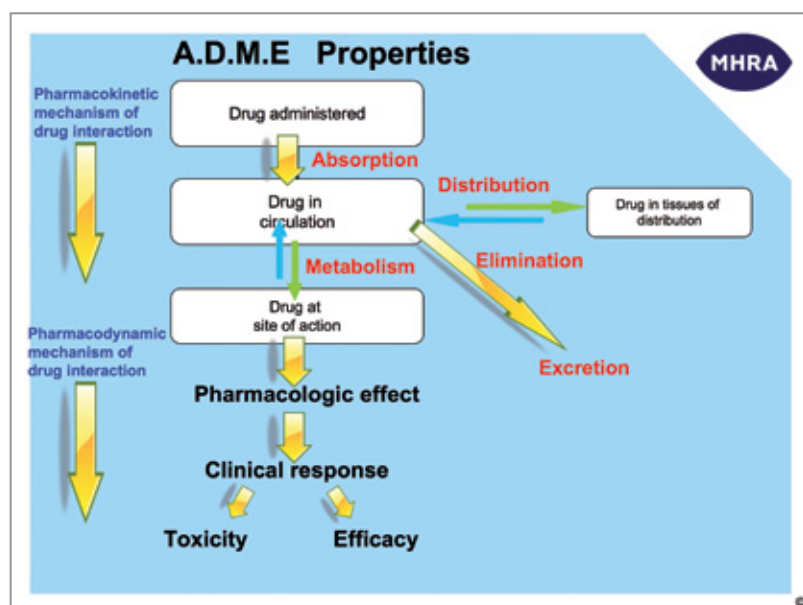 A.D.M.E Properties
MHRA
Pharmacokinetic
mechanism of
drug interaction
Drug administered
Absorption
Drug in
circulation
Distribution
Drug in tissues of
distribution
Metabolism
Elimination
Drug at
site of action
Pharmacodynamic
mechanism of
drug interaction
Excretion
Pharmacologic effect
Clinical response
Toxicity
Efficacy